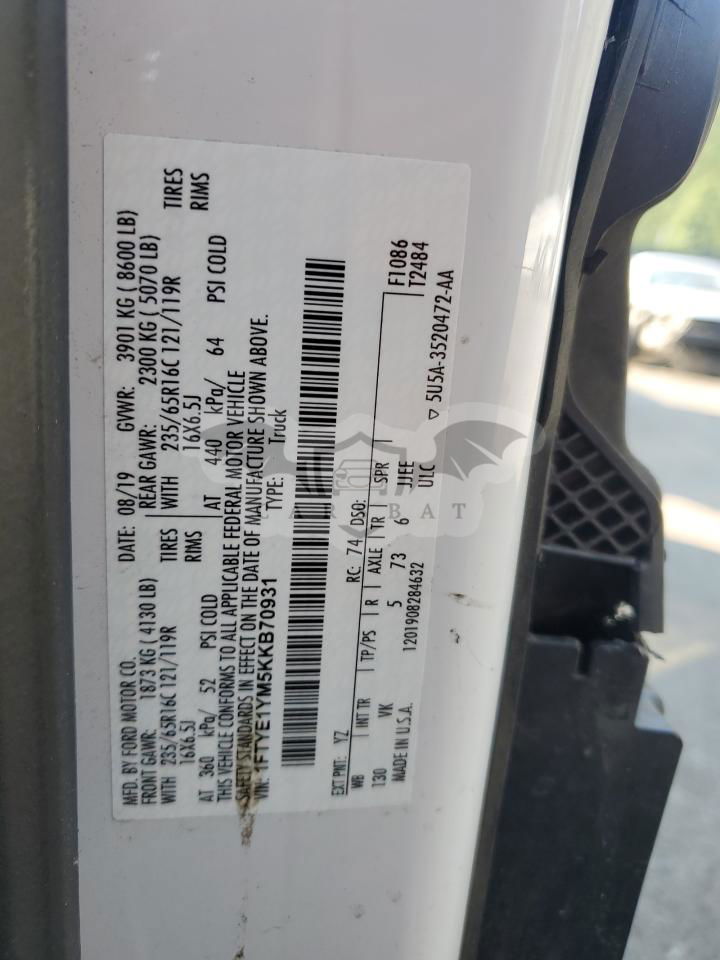 MFD. BY FORD MOTOR CO. DATE: 08/19 GVWR: 3901 KG ( 8600 LB)
FRONT GAWR: 1873 KG ( 4130 LB) REAR GAWR: 2300 KG ( 5070 LB)
WITH 235/65R16C 121/119R TIRES WITH 235/65R16C 121/119R TIRES
16X6.5J RIMS 16X6.5J RIMS
AT 360 kPa/ 52 PSI COLD AT 440 kPa/ 64 PSI COLD
THIS VEHICLE CONFORMS TO ALL APPLICABLE FEDERAL MOTOR VEHICLE
SAFETY STANDARDS IN EFFECT ON THE DATE OF MANUFACTURE SHOWN ABOVE.
VIN: 1FTYE1YM5KKB70931 TYPE: Truck
EXT PNT: YZ RC: 74 DSO: F1086
WB INT TR TP/PS R AXLE TR SPR T2484
130 VK 5 73 6 JJEE
MADE IN U.S.A. 1201908284632 ULC ▽ 5U5A-3520472-AA
CARBAT